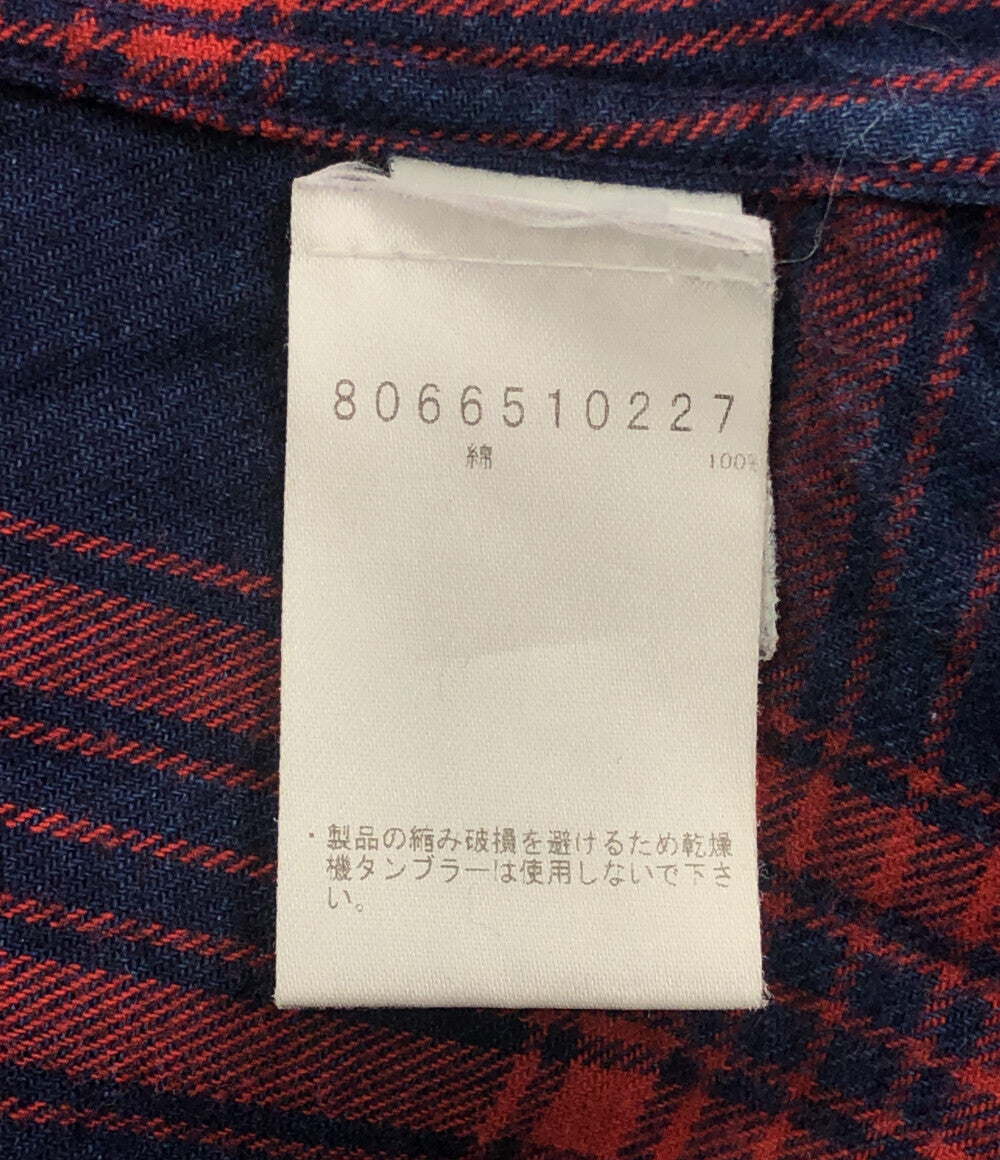 8066510227
綿 100%
・製品の縮み破損を避けるため乾燥
機タンブラーは使用しないで下さ
い。